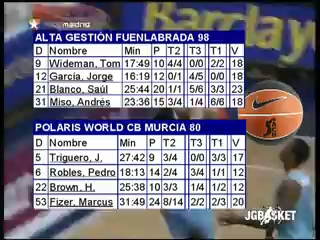 madrid
Barclay
ALTA GESTIÓN FUENLABRADA 98
D Nombre Min P T2 T3 T1 V
9 Wideman, Tom 17:49 10 4/4 0/0 2/2 18
12 García, Jorge 16:19 12 0/1 4/5 0/0 18
21 Blanco, Saúl 25:44 20 1/1 5/6 3/3 23
31 Miso, Andrés 23:36 15 3/4 1/4 6/6 18
POLARIS WORLD CB MURCIA 80
D Nombre Min P T2 T3 T1 V
5 Triguero, J. 27:42 9 3/4 0/0 3/3 17
6 Robles, Pedro 18:13 14 2/4 3/4 1/1 12
22 Brown, H. 25:38 10 3/3 1/4 1/2 12
53 Fizer, Marcus 31:49 24 8/14 2/2 2/3 20
JGBASKET